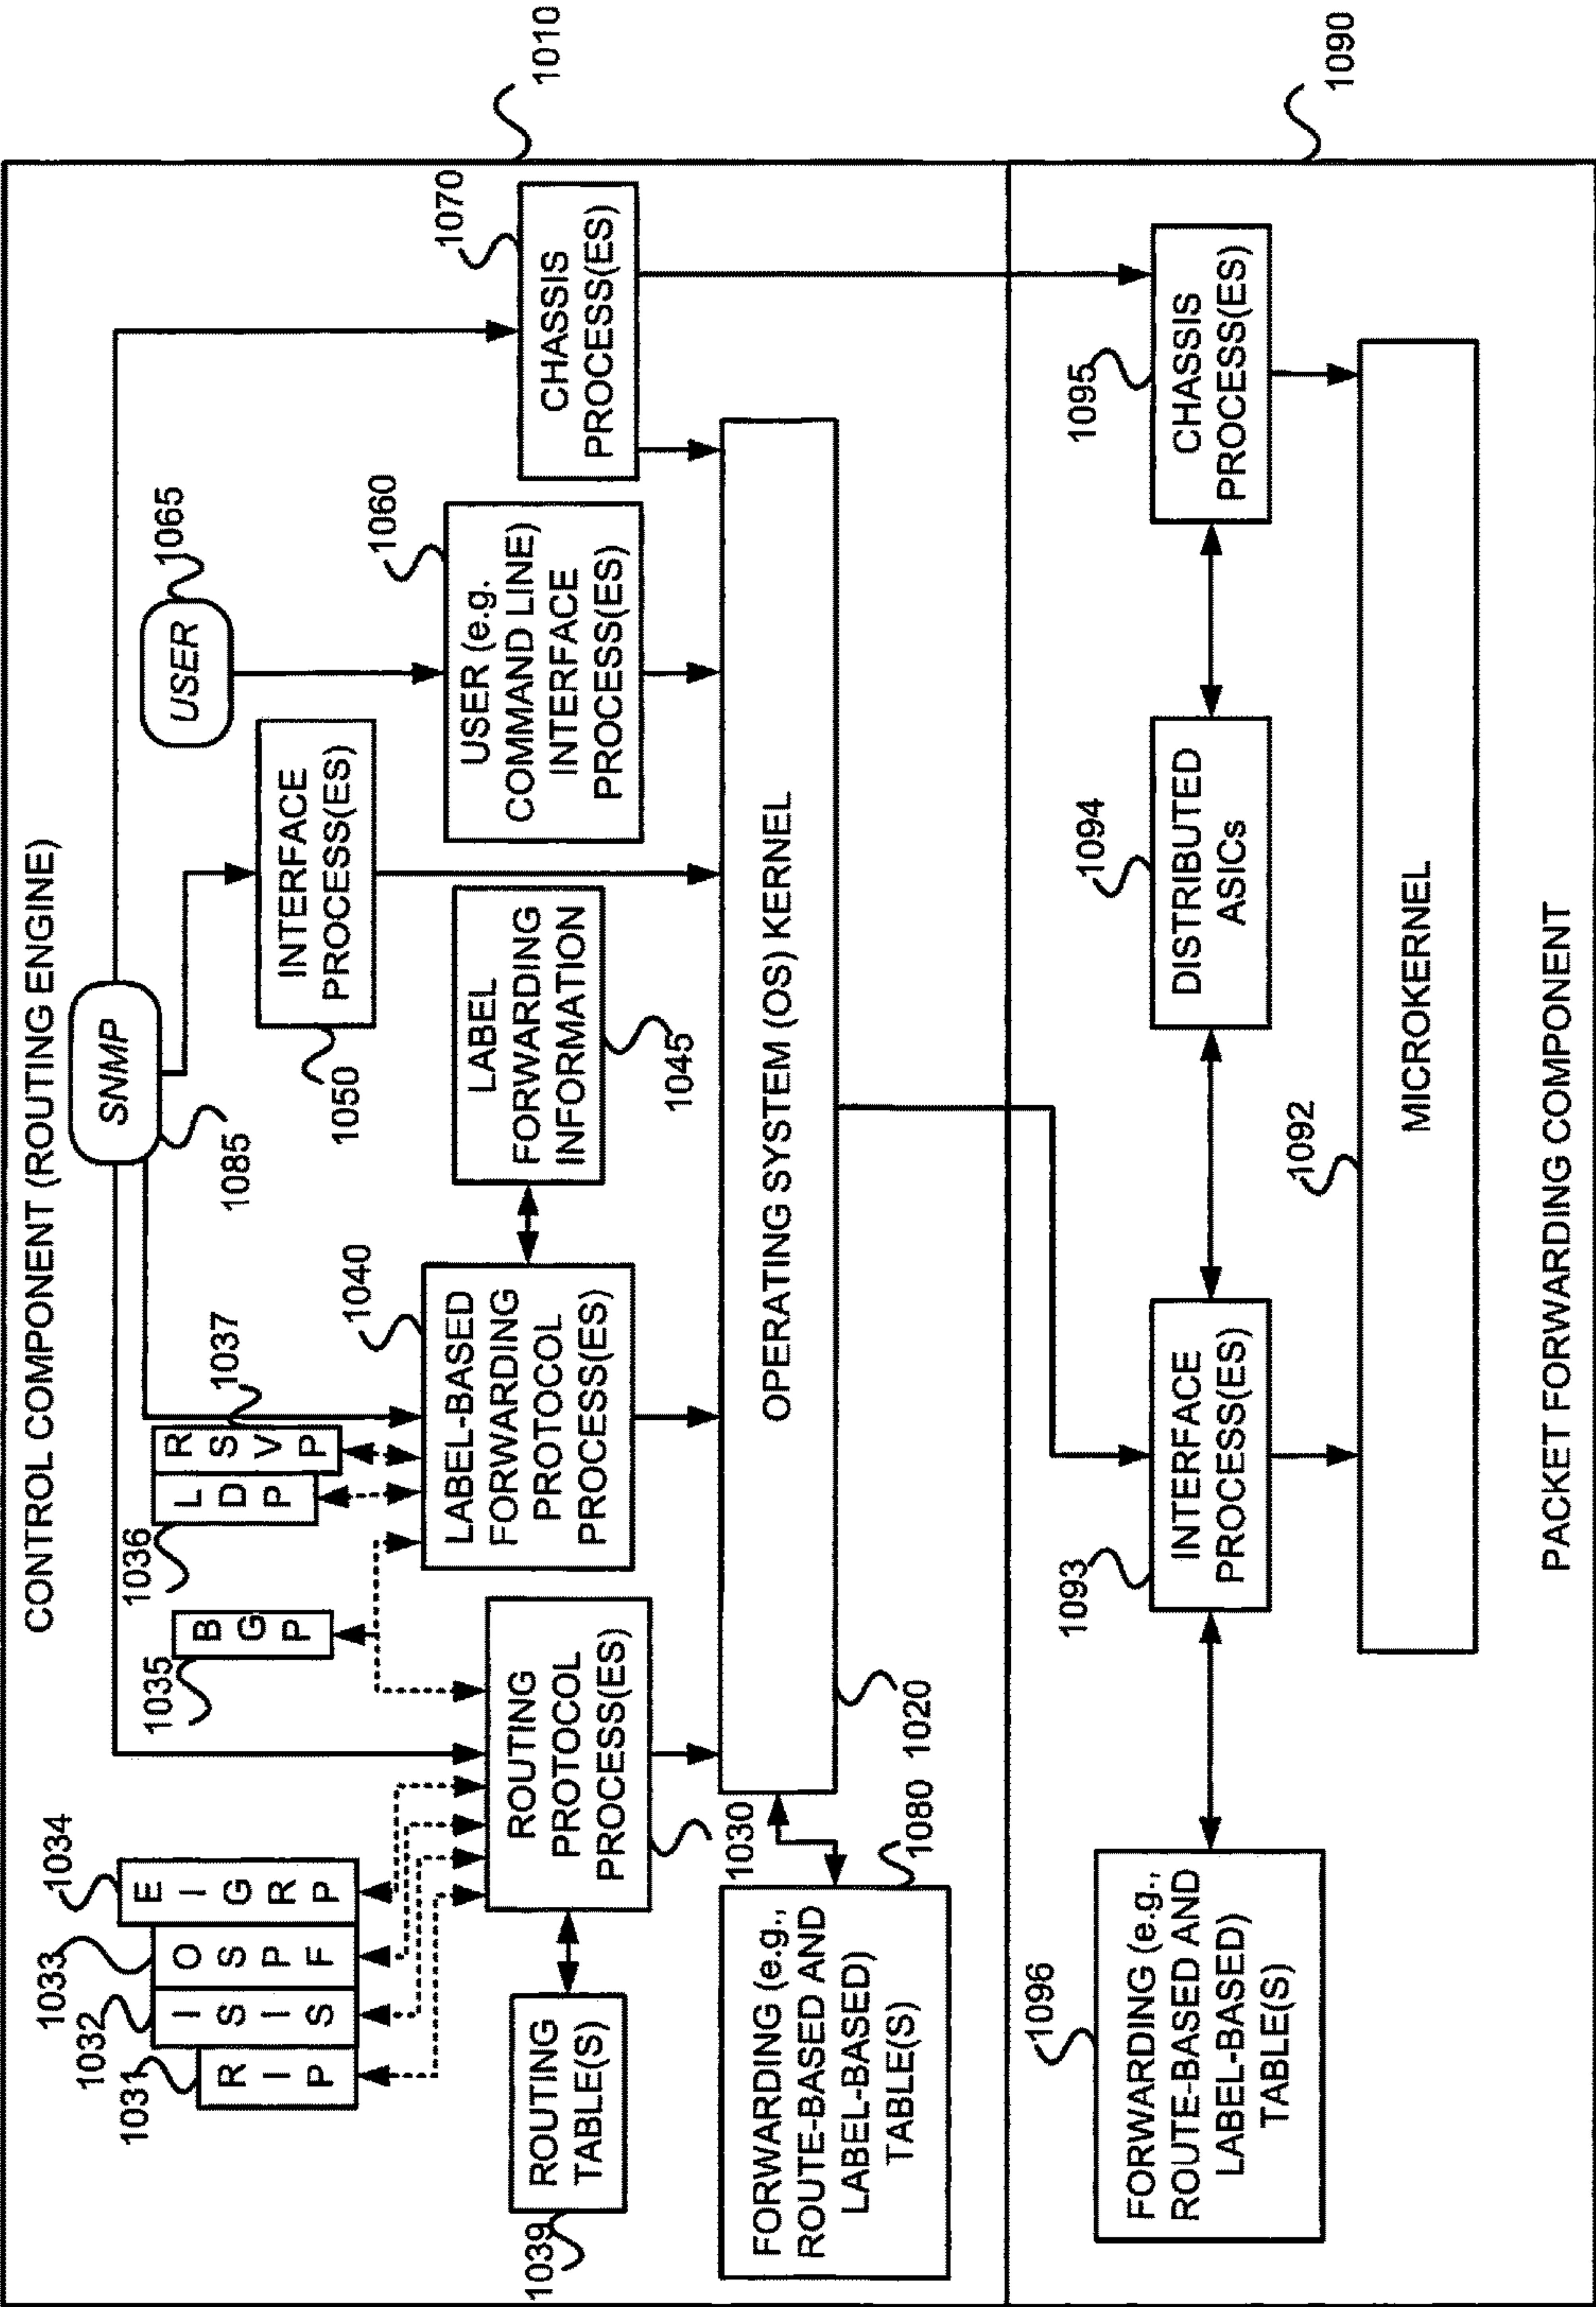 CONTROL COMPONENT (ROUTING ENGINE)
1010
SNMP
1085
USER
1065
1031
1032
1033
1034
RIP
ISIS
OSPF
EIGRP
1035
BGP
1036
LDP
RSVP
1037
INTERFACE
PROCESS(ES)
1050
ROUTING
TABLE(S)
1039
ROUTING
PROTOCOL
PROCESS(ES)
1030
LABEL-BASED
FORWARDING
PROTOCOL
PROCESS(ES)
1040
LABEL
FORWARDING
INFORMATION
1045
USER (e.g.
COMMAND LINE)
INTERFACE
PROCESS(ES)
1060
CHASSIS
PROCESS(ES)
1070
FORWARDING (e.g.,
ROUTE-BASED AND
LABEL-BASED)
TABLE(S)
1080
OPERATING SYSTEM (OS) KERNEL
1020
1090
FORWARDING (e.g.,
ROUTE-BASED AND
LABEL-BASED)
TABLE(S)
1096
INTERFACE
PROCESS(ES)
1093
DISTRIBUTED
ASICs
1094
CHASSIS
PROCESS(ES)
1095
MICROKERNEL
1092
PACKET FORWARDING COMPONENT